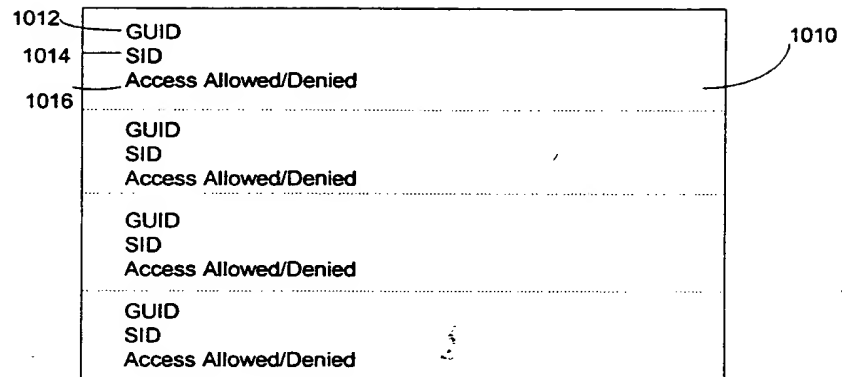 1012 GUID
1014 SID 1010
Access Allowed/Denied
1016
GUID
SID
Access Allowed/Denied
GUID
SID
Access Allowed/Denied
GUID
SID
Access Allowed/Denied